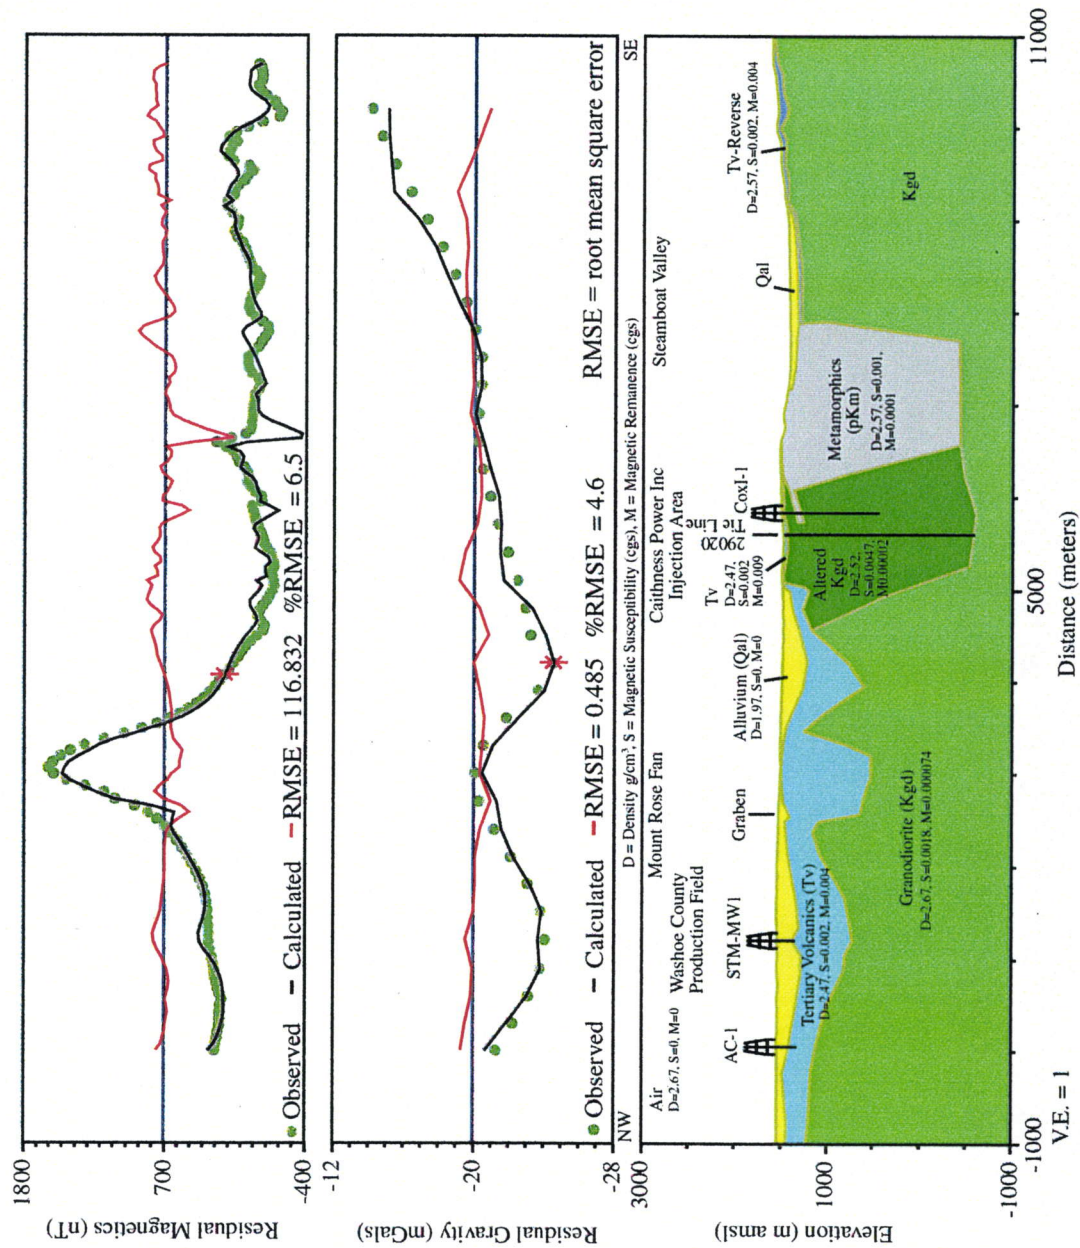 1800
700
-400
Residual Magnetics (nT)
Observed
Calculated
RMSE = 116.832 %RMSE = 6.5
-12
-20
-28
Residual Gravity (mGals)
Observed
Calculated
RMSE = 0.485 %RMSE = 4.6
RMSE = root mean square error
NW
D = Density g/cm³, S = Magnetic Susceptibility (cgs), M = Magnetic Remanence (cgs)
SE
3000
1000
-1000
Elevation (m amsl)
Air
D=2.67, S=0, M=0
Washoe County
Production Field
Mount Rose Fan
Caithness Power Inc
Injection Area
Steamboat Valley
AC-1
STM-MW1
Graben
Alluvium (Qal)
D=1.97, S=0, M=0
Tv
D=2.47,
S=0.002
M=0.009
29020
Tie Line
CoxI-1
Qal
Tv-Reverse
D=2.57, S=0.002, M=0.004
Tertiary Volcanics (Tv)
D=2.47, S=0.002, M=0.004
Granodiorite (Kgd)
D=2.67, S=0.0018, M=0.000074
Altered
Kgd
D=2.52,
S=0.0047,
M0.00002
Metamorphics
(pKm)
D=2.57, S=0.001,
M=0.0001
Kgd
-1000
5000
11000
V.E. = 1
Distance (meters)